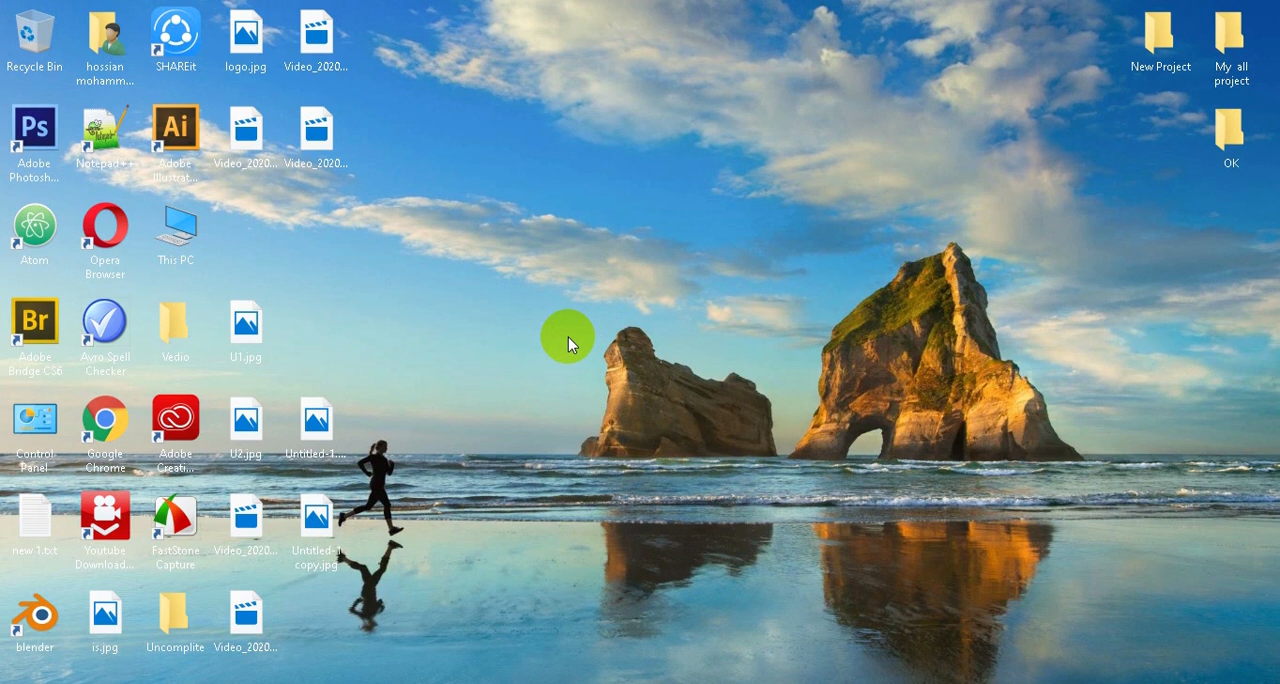 Recycle Bin
hossian
mohamm...
SHAREit
logo.jpg
Video_2020...
New Project
My all
project
Ps
Adobe
Photosh...
Notepad++
Ai
Adobe
Illustrat...
Video_2020...
Video_2020...
OK
Atom
Opera
Browser
This PC
Br
Adobe
Bridge CS6
Avro Spell
Checker
Vedio
U1.jpg
Control
Panel
Google
Chrome
Adobe
Creati...
U2.jpg
Untitled-1....
new 1.txt
Youtube
Download...
FastStone
Capture
Video_2020...
Untitled-1
copy.jpg
blender
is.jpg
Uncomplite
Video_2020...